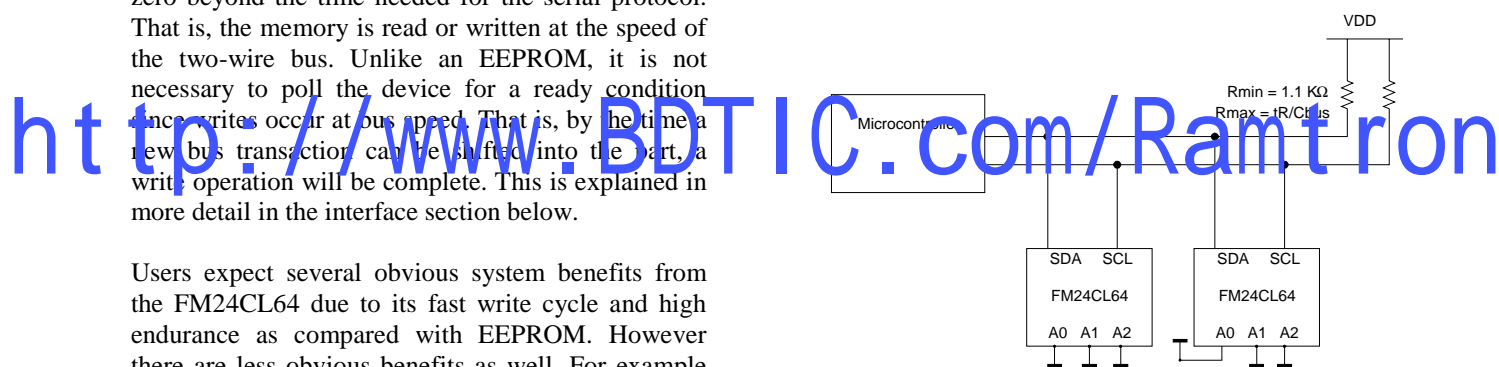 zero beyond the time needed for the serial protocol.
That is, the memory is read or written at the speed of
the two-wire bus. Unlike an EEPROM, it is not
necessary to poll the device for a ready condition
since writes occur at bus speed. That is, by the time a
new bus transaction can be shifted into the part, a
write operation will be complete. This is explained in
more detail in the interface section below.
Users expect several obvious system benefits from
the FM24CL64 due to its fast write cycle and high
endurance as compared with EEPROM. However
there are less obvious benefits as well. For example
http://www.BDTIC.com/Ramtron
VDD
Rmin = 1.1 KΩ
Rmax = tR/Cbus
Microcontroller
SDA SCL
FM24CL64
A0 A1 A2
SDA SCL
FM24CL64
A0 A1 A2